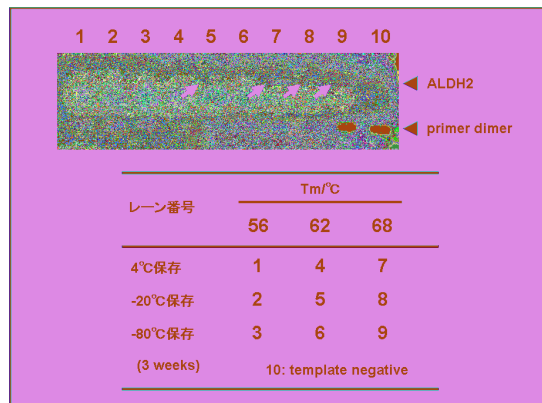 1 2 3 4 5 6 7 8 9 10
ALDH2
primer dimer
レーン番号
Tm/℃
56 62 68
4℃保存 1 4 7
-20℃保存 2 5 8
-80℃保存 3 6 9
(3 weeks) 10: template negative